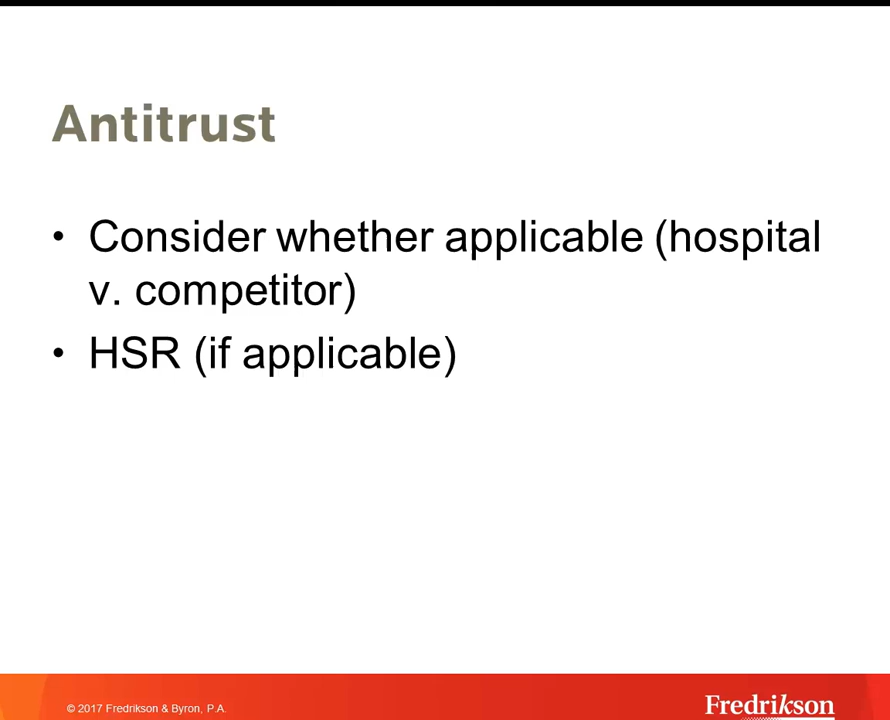 Antitrust
• Consider whether applicable (hospital
v. competitor)
• HSR (if applicable)
© 2017 Fredrikson & Byron, P.A.
Fredrikson